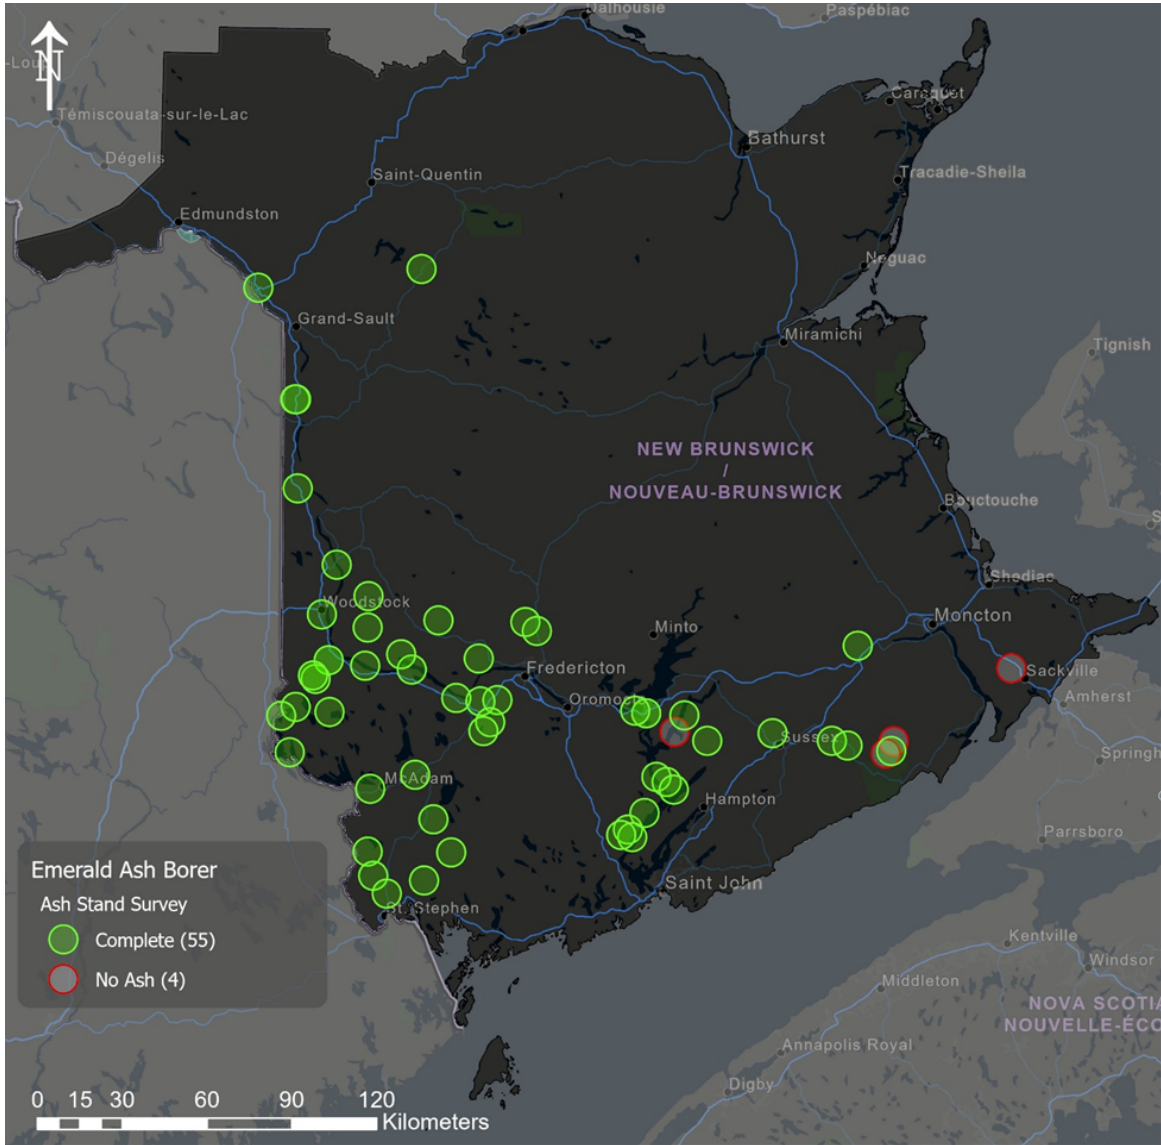 Dalhousie
Paspébiac
N
Témiscouata-sur-le-Lac
Caraquet
Bathurst
Dégelis
Saint-Quentin
Tracadie-Sheila
Edmundston
Neguac
Grand-Sault
Miramichi
Tignish
NEW BRUNSWICK
/
NOUVEAU-BRUNSWICK
Bouctouche
Shediac
Woodstock
Moncton
Minto
Fredericton
Sackville
Oromocto
Amherst
Sussex
Springh
McAdam
Hampton
Parrsboro
Saint John
St. Stephen
Emerald Ash Borer
Ash Stand Survey
Complete (55)
No Ash (4)
Kentville
Windsor
Middleton
NOVA SCOTIA
NOUVELLE-ÉCO
Annapolis Royal
Digby
0 15 30 60 90 120
Kilometers